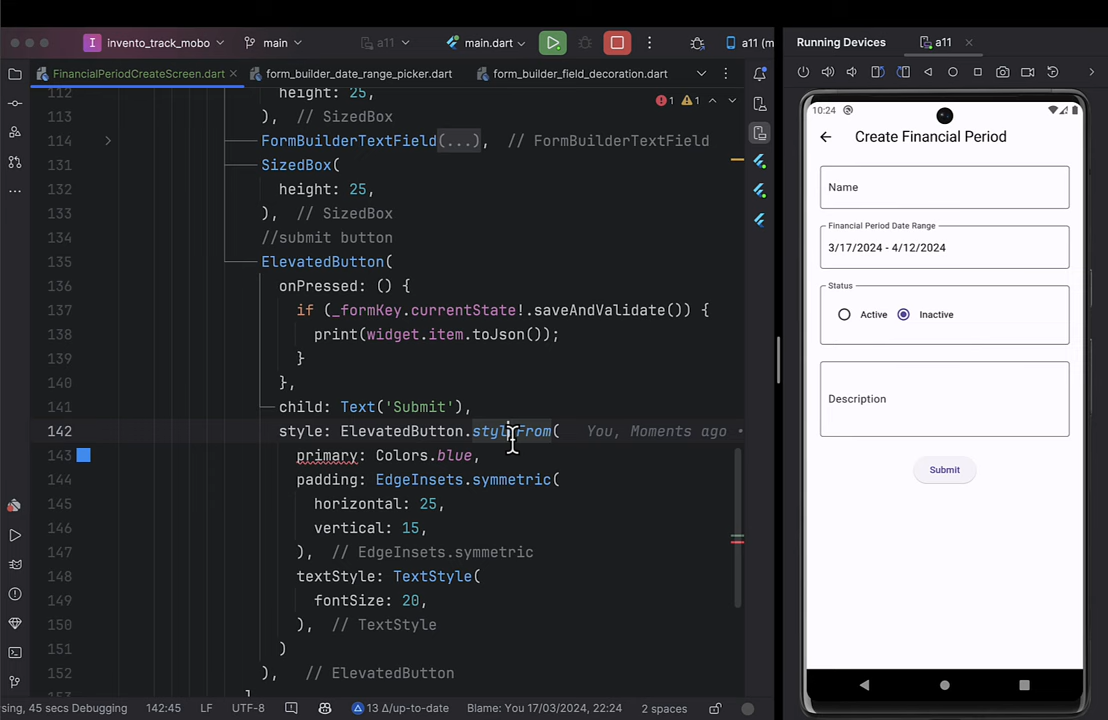 invento_track_mobo
main
a11
main.dart
a11 (m
Running Devices
a11
FinancialPeriodCreateScreen.dart
form_builder_date_range_picker.dart
form_builder_field_decoration.dart
112 height: 25,
113 ), // SizedBox
114 FormBuilderTextField(...), // FormBuilderTextField
131 SizedBox(
132 height: 25,
133 ), // SizedBox
134 //submit button
135 ElevatedButton(
136 onPressed: () {
137 if (_formKey.currentState!.saveAndValidate()) {
138 print(widget.item.toJson());
139 }
140 },
141 child: Text('Submit'),
142 style: ElevatedButton.styleFrom( You, Moments ago •
143 primary: Colors.blue,
144 padding: EdgeInsets.symmetric(
145 horizontal: 25,
146 vertical: 15,
147 ), // EdgeInsets.symmetric
148 textStyle: TextStyle(
149 fontSize: 20,
150 ), // TextStyle
151 )
152 ), // ElevatedButton
1 1
10:24
Create Financial Period
Name
Financial Period Date Range
3/17/2024 - 4/12/2024
Status
Active Inactive
Description
Submit
sing, 45 secs Debugging 142:45 LF UTF-8 13 Δ/up-to-date Blame: You 17/03/2024, 22:24 2 spaces